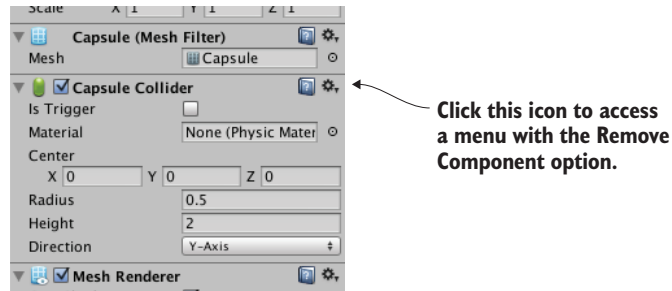 Scale X 1 Y 1 Z 1
Capsule (Mesh Filter)
Mesh Capsule
Capsule Collider
Is Trigger
Material None (Physic Mater
Center
X 0 Y 0 Z 0
Radius 0.5
Height 2
Direction Y-Axis
Mesh Renderer
Click this icon to access
a menu with the Remove
Component option.